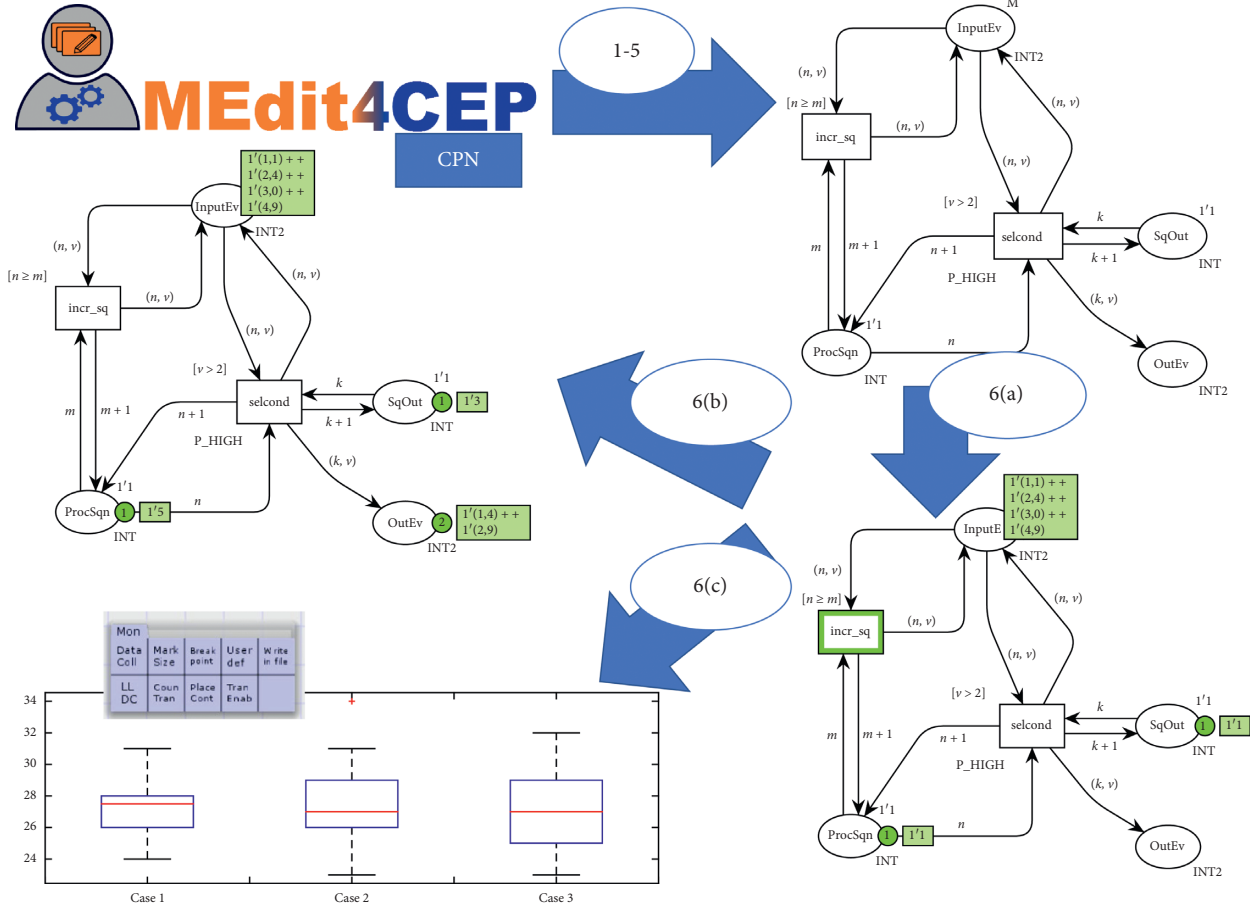 MEdit4CEP
CPN
1-5
M
InputEv
INT2
(n, v)
[n ≥ m]
incr_sq
(n, v)
(n, v)
(n, v)
[v > 2]
selcond
P_HIGH
1′1
k
SqOut
k + 1
INT
m
m + 1
n + 1
(k, v)
1′1
ProcSqn
INT
n
OutEv
INT2
1′(1,1) + +
1′(2,4) + +
1′(3,0) + +
1′(4,9)
InputEv
INT2
(n, v)
[n ≥ m]
incr_sq
(n, v)
(n, v)
(n, v)
[v > 2]
selcond
P_HIGH
1′1
k
SqOut
1
1′3
k + 1
INT
m
m + 1
n + 1
(k, v)
1′1
ProcSqn
1
1′5
INT
n
OutEv
2
1′(1,4) + +
1′(2,9)
INT2
6(b)
6(a)
6(c)
1′(1,1) + +
1′(2,4) + +
1′(3,0) + +
1′(4,9)
InputE
INT2
(n, v)
[n ≥ m]
incr_sq
(n, v)
(n, v)
(n, v)
[v > 2]
selcond
P_HIGH
1′1
k
SqOut
1
1′1
k + 1
INT
m
m + 1
n + 1
(k, v)
1′1
ProcSqn
1
1′1
INT
n
OutEv
INT2
Mon
Data Coll
Mark Size
Break point
User def
Write in file
LL DC
Coun Tran
Place Cont
Tran Enab
34
32
30
28
26
24
Case 1
Case 2
Case 3